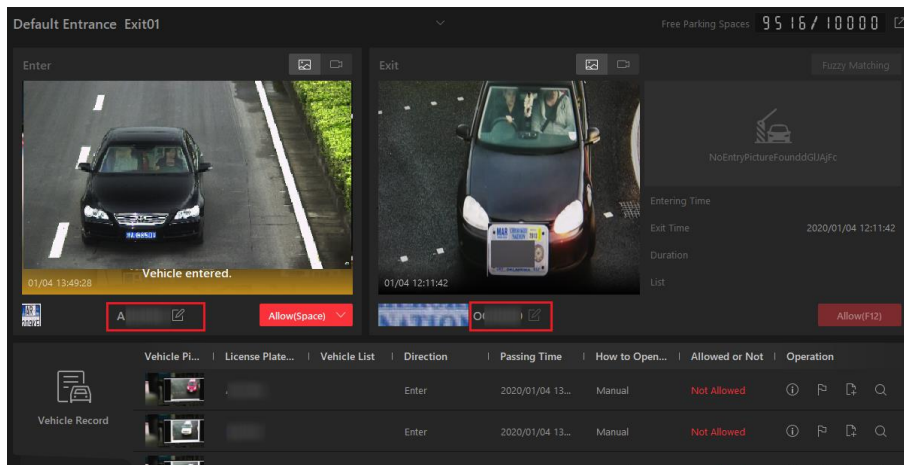 Default Entrance Exit01
Free Parking Spaces 9516/10000
Enter
Exit
Fuzzy Matching
NoEntryPictureFounddGlJAjFc
Entering Time
Exit Time 2020/01/04 12:11:42
Duration
List
Vehicle entered.
01/04 13:49:28
01/04 12:11:42
A
Allow(Space)
Allow(F12)
Vehicle Pi... License Plate... Vehicle List Direction Passing Time How to Open... Allowed or Not Operation
Enter 2020/01/04 13... Manual Not Allowed
Vehicle Record
Enter 2020/01/04 13... Manual Not Allowed